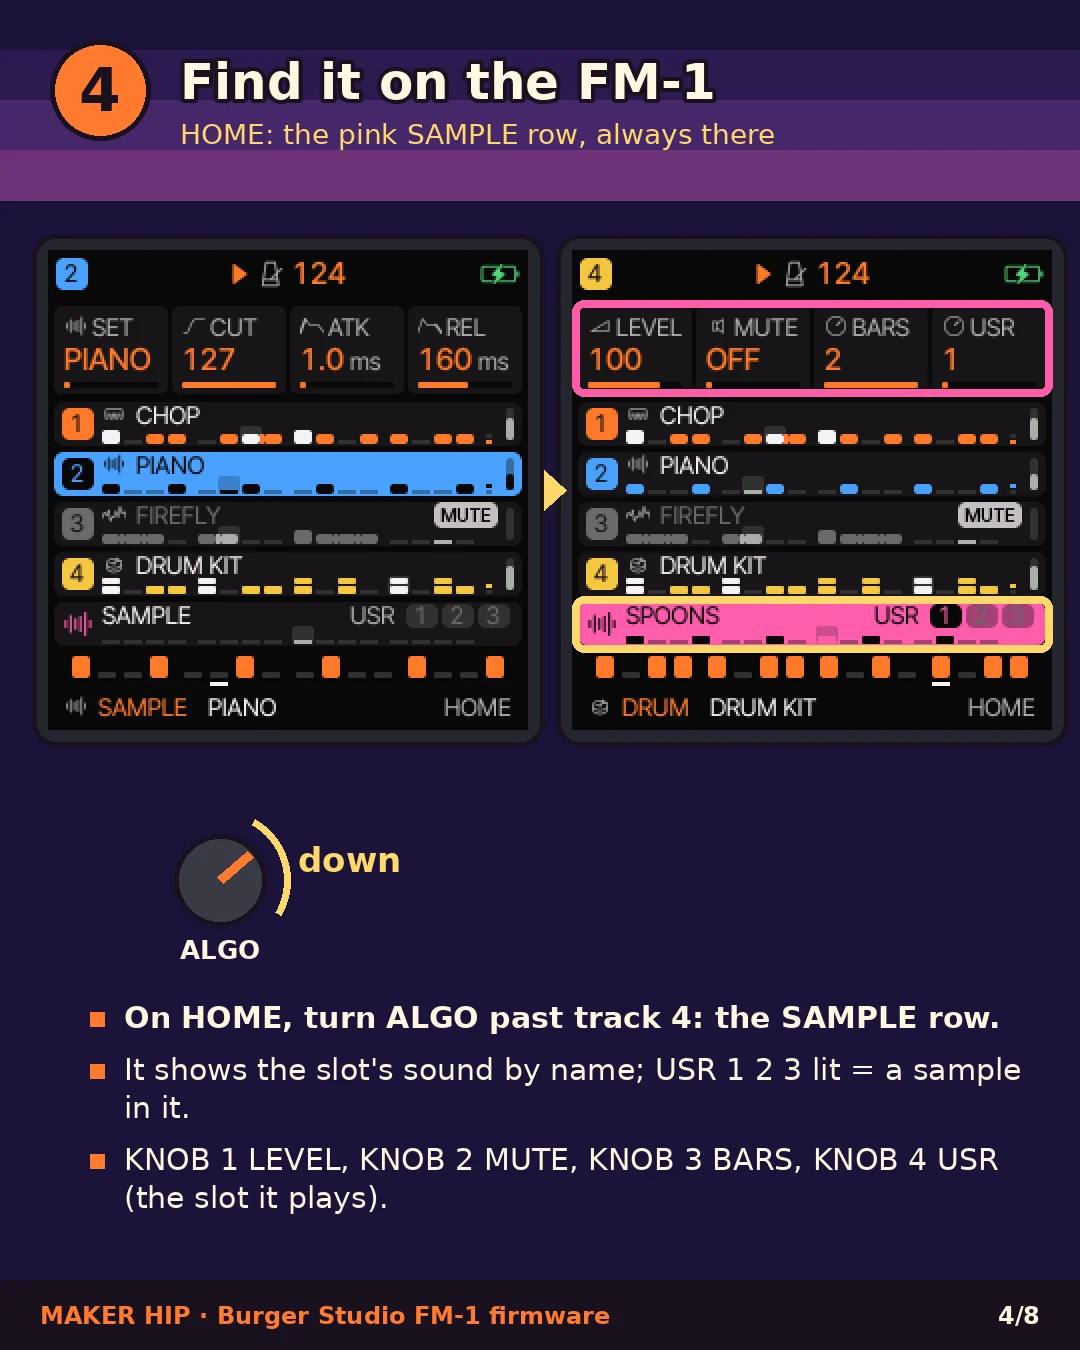 4
Find it on the FM-1
HOME: the pink SAMPLE row, always there
2 124
SET CUT ATK REL
PIANO 127 1.0 ms 160 ms
1 CHOP
2 PIANO
3 FIREFLY MUTE
4 DRUM KIT
SAMPLE USR 1 2 3
SAMPLE PIANO HOME
4 124
LEVEL MUTE BARS USR
100 OFF 2 1
1 CHOP
2 PIANO
3 FIREFLY MUTE
4 DRUM KIT
SPOONS USR 1 2 3
DRUM DRUM KIT HOME
down
ALGO
On HOME, turn ALGO past track 4: the SAMPLE row.
It shows the slot's sound by name; USR 1 2 3 lit = a sample
in it.
KNOB 1 LEVEL, KNOB 2 MUTE, KNOB 3 BARS, KNOB 4 USR
(the slot it plays).
MAKER HIP · Burger Studio FM-1 firmware
4/8